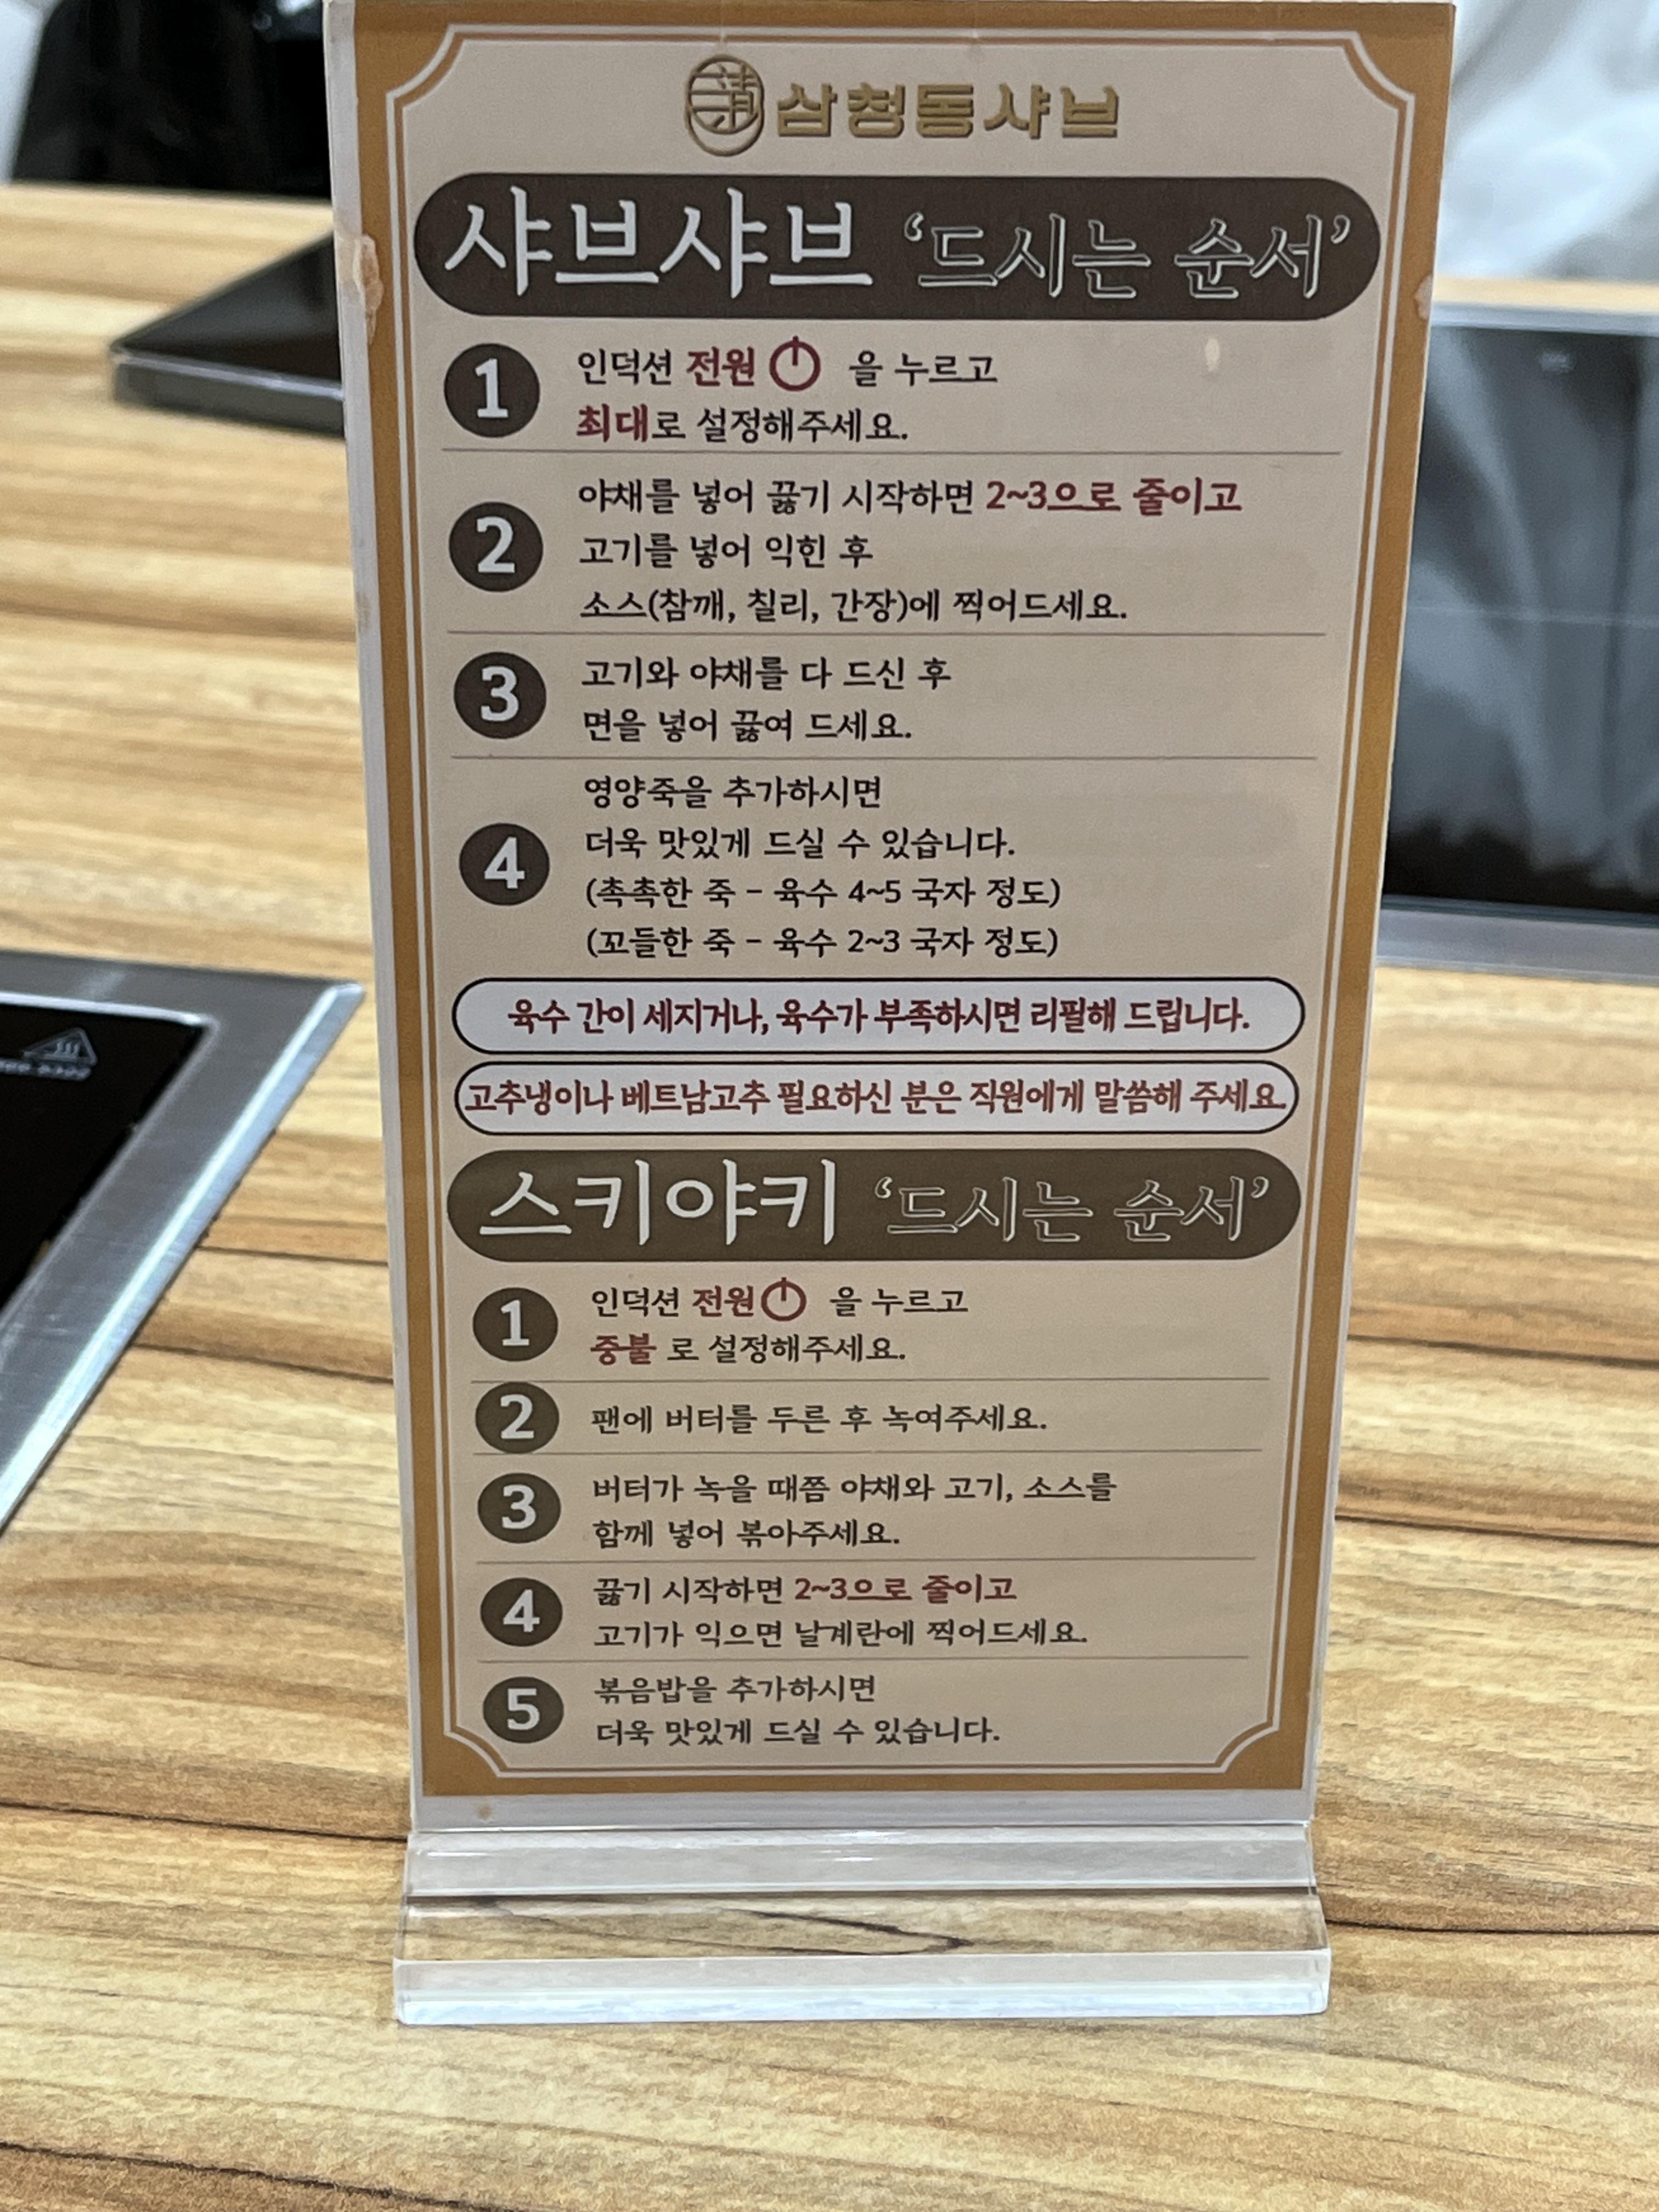 三清 삼청동샤브
샤브샤브 ‘드시는 순서’
1 인덕션 전원 을 누르고
최대로 설정해주세요.
2 야채를 넣어 끓기 시작하면 2~3으로 줄이고
고기를 넣어 익힌 후
소스(참깨, 칠리, 간장)에 찍어드세요.
3 고기와 야채를 다 드신 후
면을 넣어 끓여 드세요.
4 영양죽을 추가하시면
더욱 맛있게 드실 수 있습니다.
(촉촉한 죽 - 육수 4~5 국자 정도)
(꼬들한 죽 - 육수 2~3 국자 정도)
육수 간이 세지거나, 육수가 부족하시면 리필해 드립니다.
고추냉이나 베트남고추 필요하신 분은 직원에게 말씀해 주세요.
스키야키 ‘드시는 순서’
1 인덕션 전원 을 누르고
중불 로 설정해주세요.
2 팬에 버터를 두른 후 녹여주세요.
3 버터가 녹을 때쯤 야채와 고기, 소스를
함께 넣어 볶아주세요.
4 끓기 시작하면 2~3으로 줄이고
고기가 익으면 날계란에 찍어드세요.
5 볶음밥을 추가하시면
더욱 맛있게 드실 수 있습니다.